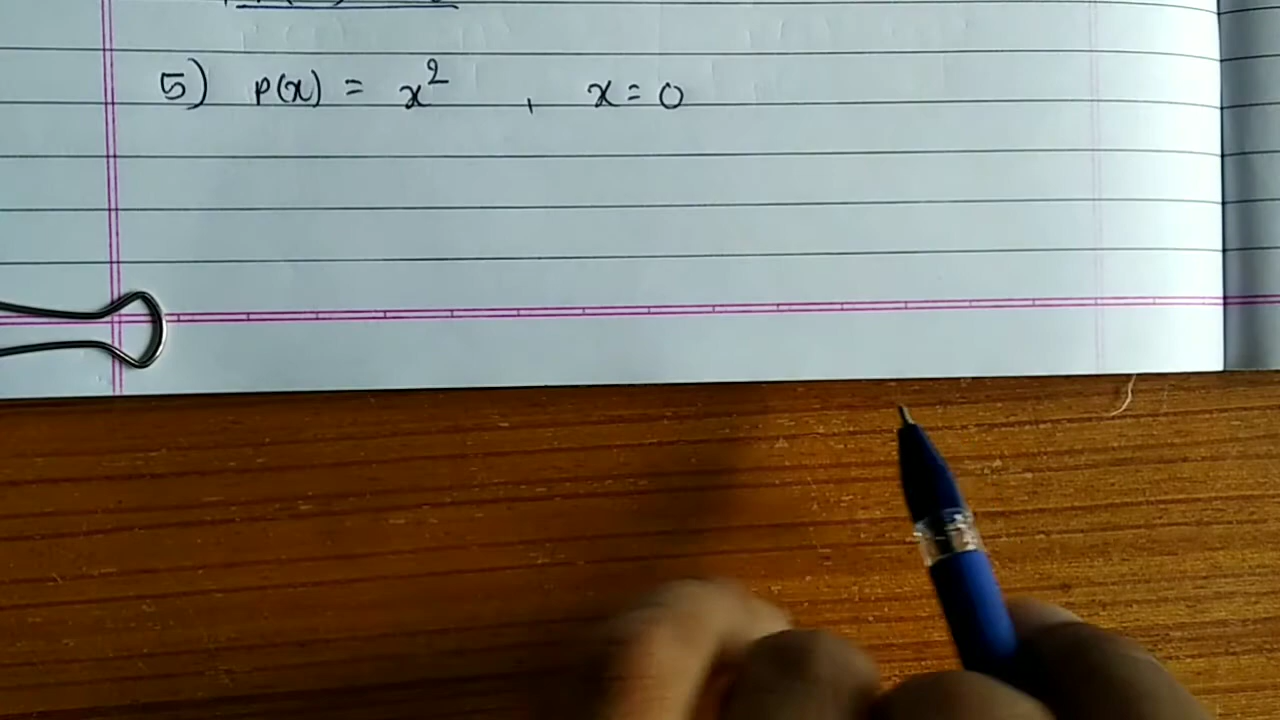 5) p(x) = x² , x = 0